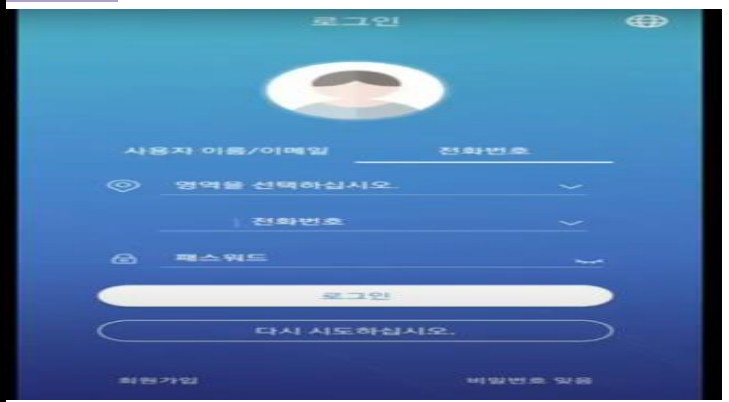 로그인
사용자 이름/이메일 전화번호
영역을 선택하십시오.
전화번호
패스워드
로그인
다시 시도하십시오.
회원가입 비밀번호 잊음